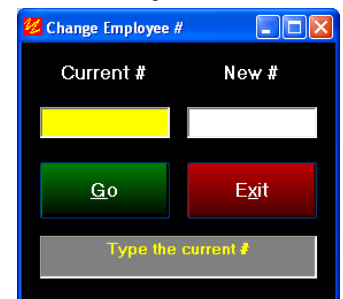 Change Employee #
Current # New #
Go Exit
Type the current #